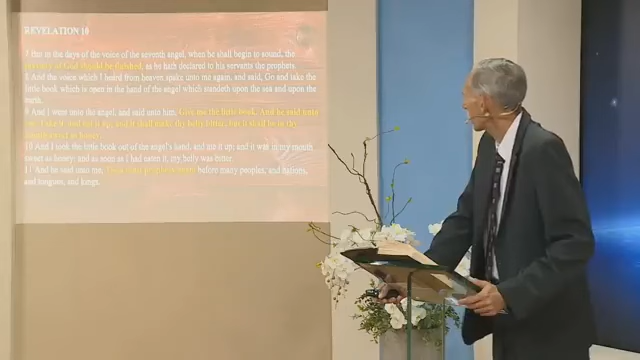 REVELATION 10
7 But in the days of the voice of the seventh angel, when he shall begin to sound, the
mystery of God should be finished, as he hath declared to his servants the prophets.
8 And the voice which I heard from heaven spake unto me again, and said, Go and take the
little book which is open in the hand of the angel which standeth upon the sea and upon the
earth.
9 And I went unto the angel, and said unto him, Give me the little book. And he said unto
me, Take it, and eat it up; and it shall make thy belly bitter, but it shall be in thy
mouth sweet as honey.
10 And I took the little book out of the angel's hand, and ate it up; and it was in my mouth
sweet as honey: and as soon as I had eaten it, my belly was bitter.
11 And he said unto me, Thou must prophesy again before many peoples, and nations,
and tongues, and kings.